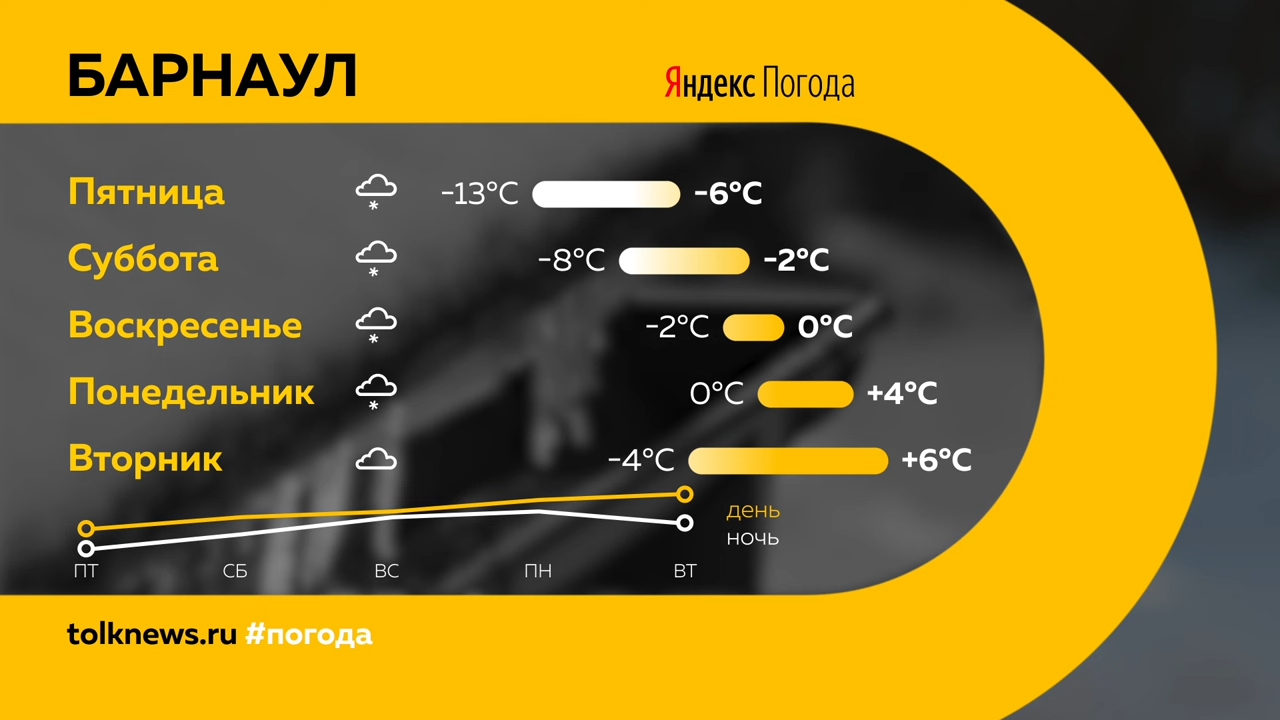 БАРНАУЛ
Яндекс Погода
Пятница -13°C -6°C
Суббота -8°C -2°C
Воскресенье -2°C 0°C
Понедельник 0°C +4°C
Вторник -4°C +6°C
день
ночь
ПТ СБ ВС ПН ВТ
tolknews.ru #погода